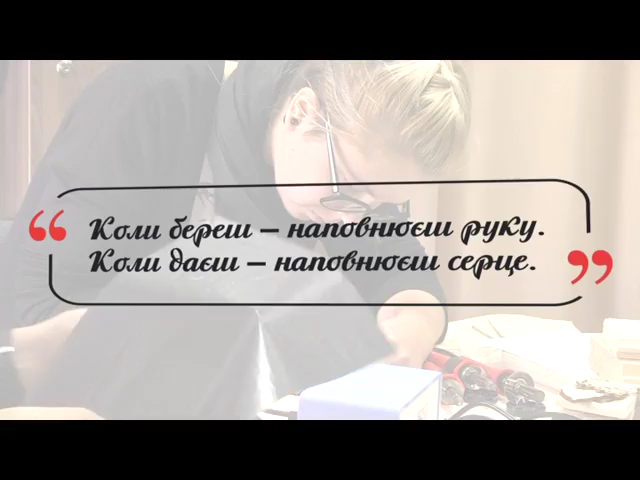 Коли береш – наповнюєш руку.
Коли даєш – наповнюєш серце.